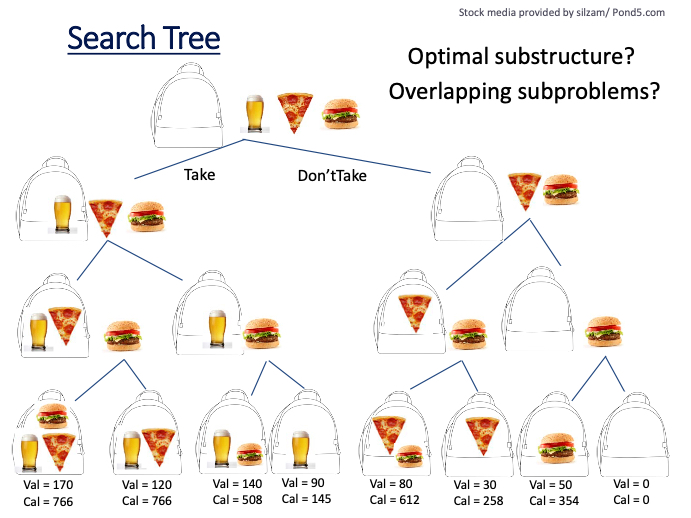 Stock media provided by silzam/ Pond5.com
Search Tree
Optimal substructure?
Overlapping subproblems?
Take
Don'tTake
Val = 170
Cal = 766
Val = 120
Cal = 766
Val = 140
Cal = 508
Val = 90
Cal = 145
Val = 80
Cal = 612
Val = 30
Cal = 258
Val = 50
Cal = 354
Val = 0
Cal = 0